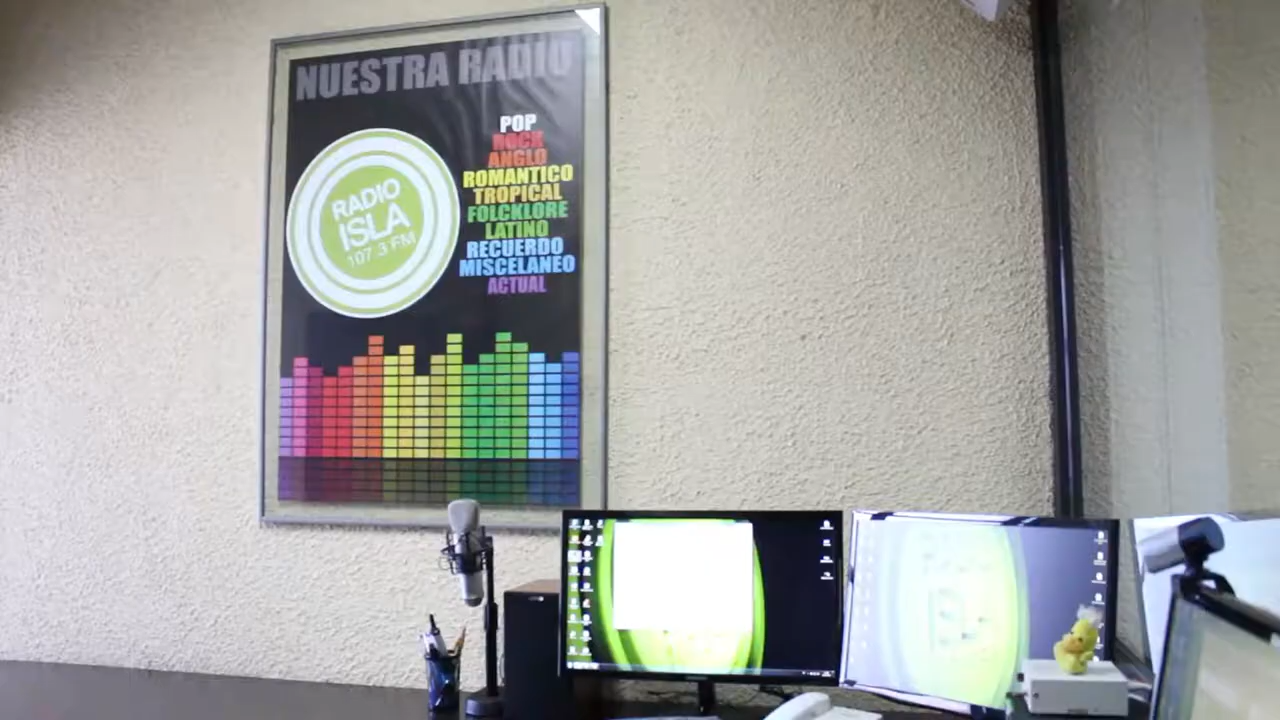 NUESTRA RADIO
RADIO
ISLA
107.3 FM
POP
ROCK
ANGLO
ROMANTICO
TROPICAL
FOLCKLORE
LATINO
RECUERDO
MISCELANEO
ACTUAL